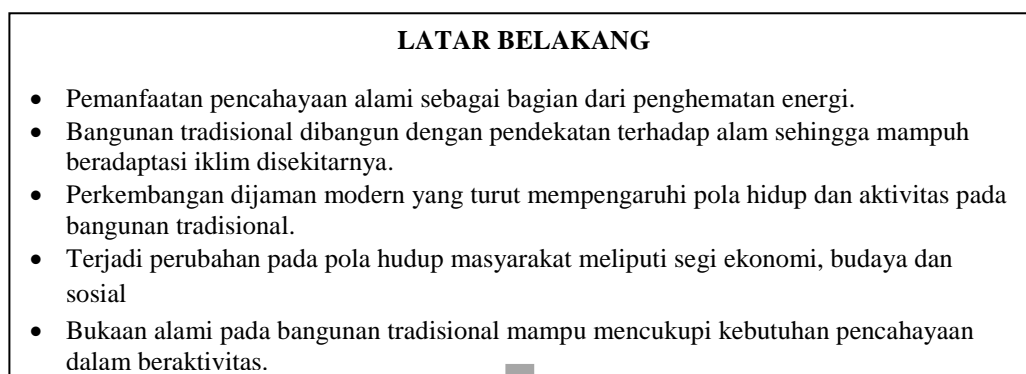 LATAR BELAKANG
• Pemanfaatan pencahayaan alami sebagai bagian dari penghematan energi.
• Bangunan tradisional dibangun dengan pendekatan terhadap alam sehingga mampuh
beradaptasi iklim disekitarnya.
• Perkembangan dijaman modern yang turut mempengaruhi pola hidup dan aktivitas pada
bangunan tradisional.
• Terjadi perubahan pada pola hudup masyarakat meliputi segi ekonomi, budaya dan
sosial
• Bukaan alami pada bangunan tradisional mampu mencukupi kebutuhan pencahayaan
dalam beraktivitas.